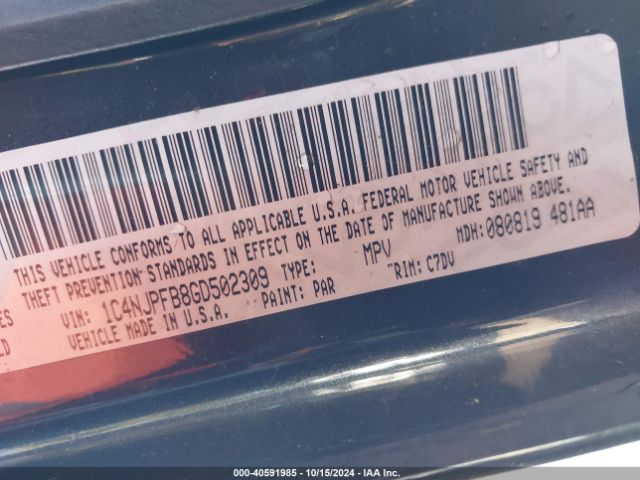 THIS VEHICLE CONFORMS TO ALL APPLICABLE U.S.A. FEDERAL MOTOR VEHICLE SAFETY AND
THEFT PREVENTION STANDARDS IN EFFECT ON THE DATE OF MANUFACTURE SHOWN ABOVE.
VIN: 1C4NJPFB8GD502309 TYPE: MPV MDH:080819 481AA
VEHICLE MADE IN U.S.A. PAINT: PAR TRIM: C7DV
000-40591985 - 10/15/2024 - IAA Inc.